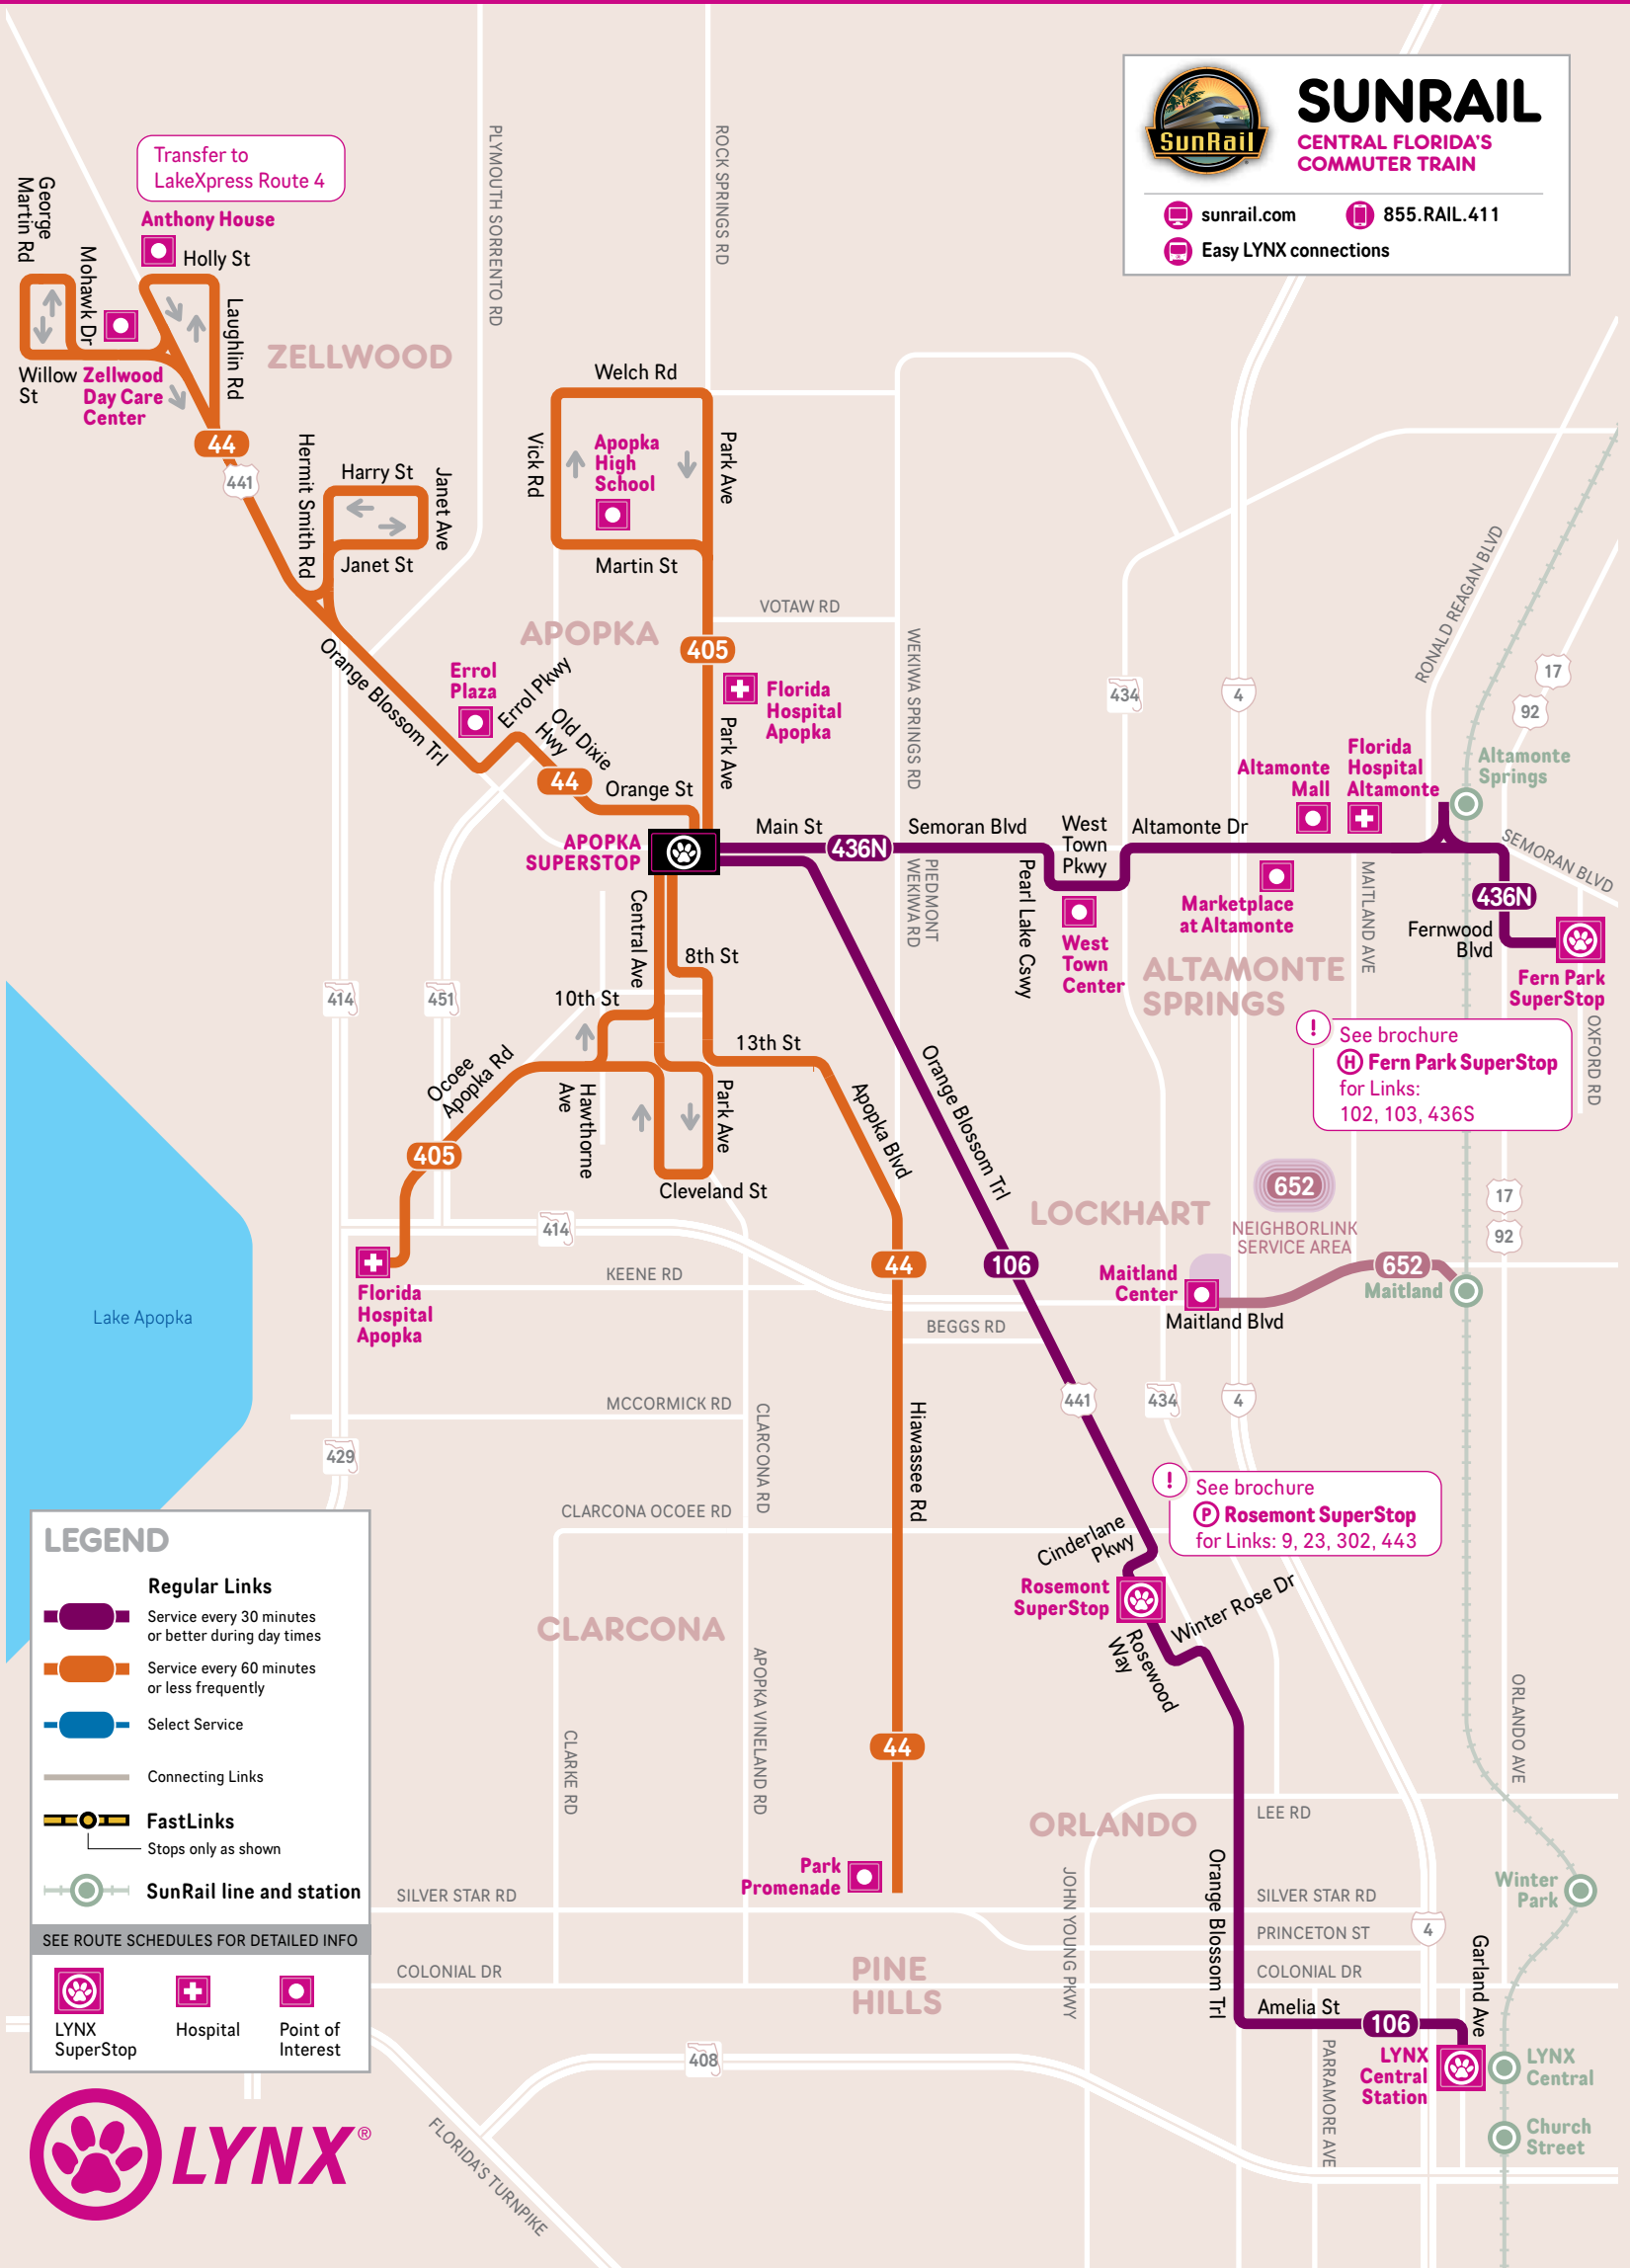 SunRail
SUNRAIL
CENTRAL FLORIDA'S
COMMUTER TRAIN
sunrail.com
855.RAIL.411
Easy LYNX connections
Transfer to
LakeXpress Route 4
Anthony House
George
Martin Rd
Mohawk Dr
Holly St
Laughlin Rd
Willow
St
Zellwood
Day Care
Center
ZELLWOOD
44
441
PLYMOUTH SORRENTO RD
ROCK SPRINGS RD
Hermit Smith Rd
Harry St
Janet Ave
Janet St
Welch Rd
Vick Rd
Apopka
High
School
Park Ave
Martin St
VOTAW RD
APOPKA
405
Orange Blossom Trl
Errol
Plaza
Errol Pkwy
Old Dixie
Hwy
44
Orange St
Florida
Hospital
Apopka
Park Ave
WEKIWA SPRINGS RD
434
4
RONALD REAGAN BLVD
17
92
Altamonte
Springs
Altamonte
Mall
Florida
Hospital
Altamonte
APOPKA
SUPERSTOP
Main St
436N
Semoran Blvd
West
Town
Pkwy
Altamonte Dr
SEMORAN BLVD
PIEDMONT
WEKIWA RD
Pearl Lake Cswy
West
Town
Center
Marketplace
at Altamonte
MAITLAND AVE
436N
Fernwood
Blvd
Fern Park
SuperStop
ALTAMONTE
SPRINGS
OXFORD RD
!
See brochure
H Fern Park SuperStop
for Links:
102, 103, 436S
Central Ave
8th St
10th St
414
451
13th St
Ocoee
Apopka Rd
Hawthorne
Ave
Park Ave
Apopka Blvd
Orange Blossom Trl
405
Cleveland St
LOCKHART
652
NEIGHBORLINK
SERVICE AREA
17
92
414
Lake Apopka
Florida
Hospital
Apopka
KEENE RD
44
106
Maitland
Center
652
Maitland
Maitland Blvd
BEGGS RD
441
434
4
MCCORMICK RD
CLARCONA RD
Hiawassee Rd
429
CLARCONA OCOEE RD
!
See brochure
P Rosemont SuperStop
for Links: 9, 23, 302, 443
Cinderlane
Pkwy
Rosemont
SuperStop
Winter Rose Dr
Rosewood
Way
CLARCONA
APOPKA VINELAND RD
CLARKE RD
44
ORLANDO AVE
ORLANDO
LEE RD
Park
Promenade
JOHN YOUNG PKWY
Orange Blossom Trl
Winter
Park
SILVER STAR RD
SILVER STAR RD
PRINCETON ST
4
COLONIAL DR
COLONIAL DR
PINE
HILLS
Garland Ave
Amelia St
106
LYNX
Central
Station
LYNX
Central
Church
Street
PARRAMORE AVE
408
FLORIDA'S TURNPIKE
LEGEND
Regular Links
Service every 30 minutes
or better during day times
Service every 60 minutes
or less frequently
Select Service
Connecting Links
FastLinks
Stops only as shown
SunRail line and station
SEE ROUTE SCHEDULES FOR DETAILED INFO
LYNX
SuperStop
Hospital
Point of
Interest
LYNX®